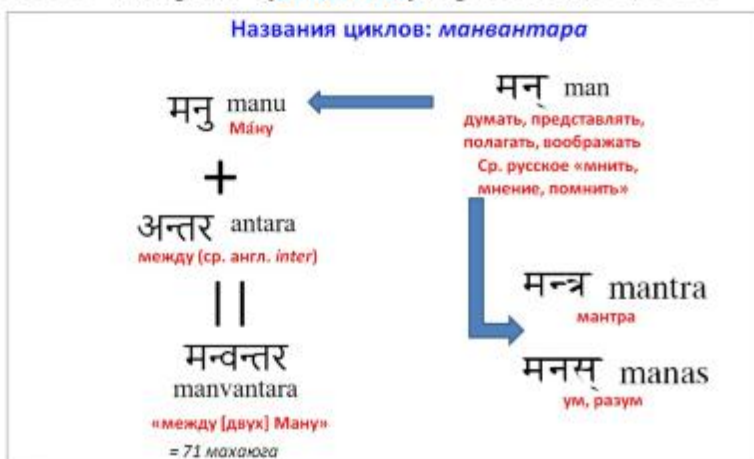 Названия циклов: манвантара
मनु manu
Ма́ну
+
अन्तर antara
между (ср. англ. inter)
||
मन्वन्तर
manvantara
«между [двух] Ману»
= 71 махаюга
मन् man
думать, представлять,
полагать, воображать
Ср. русское «мнить,
мнение, помнить»
मन्त्र mantra
мантра
मनस् manas
ум, разум